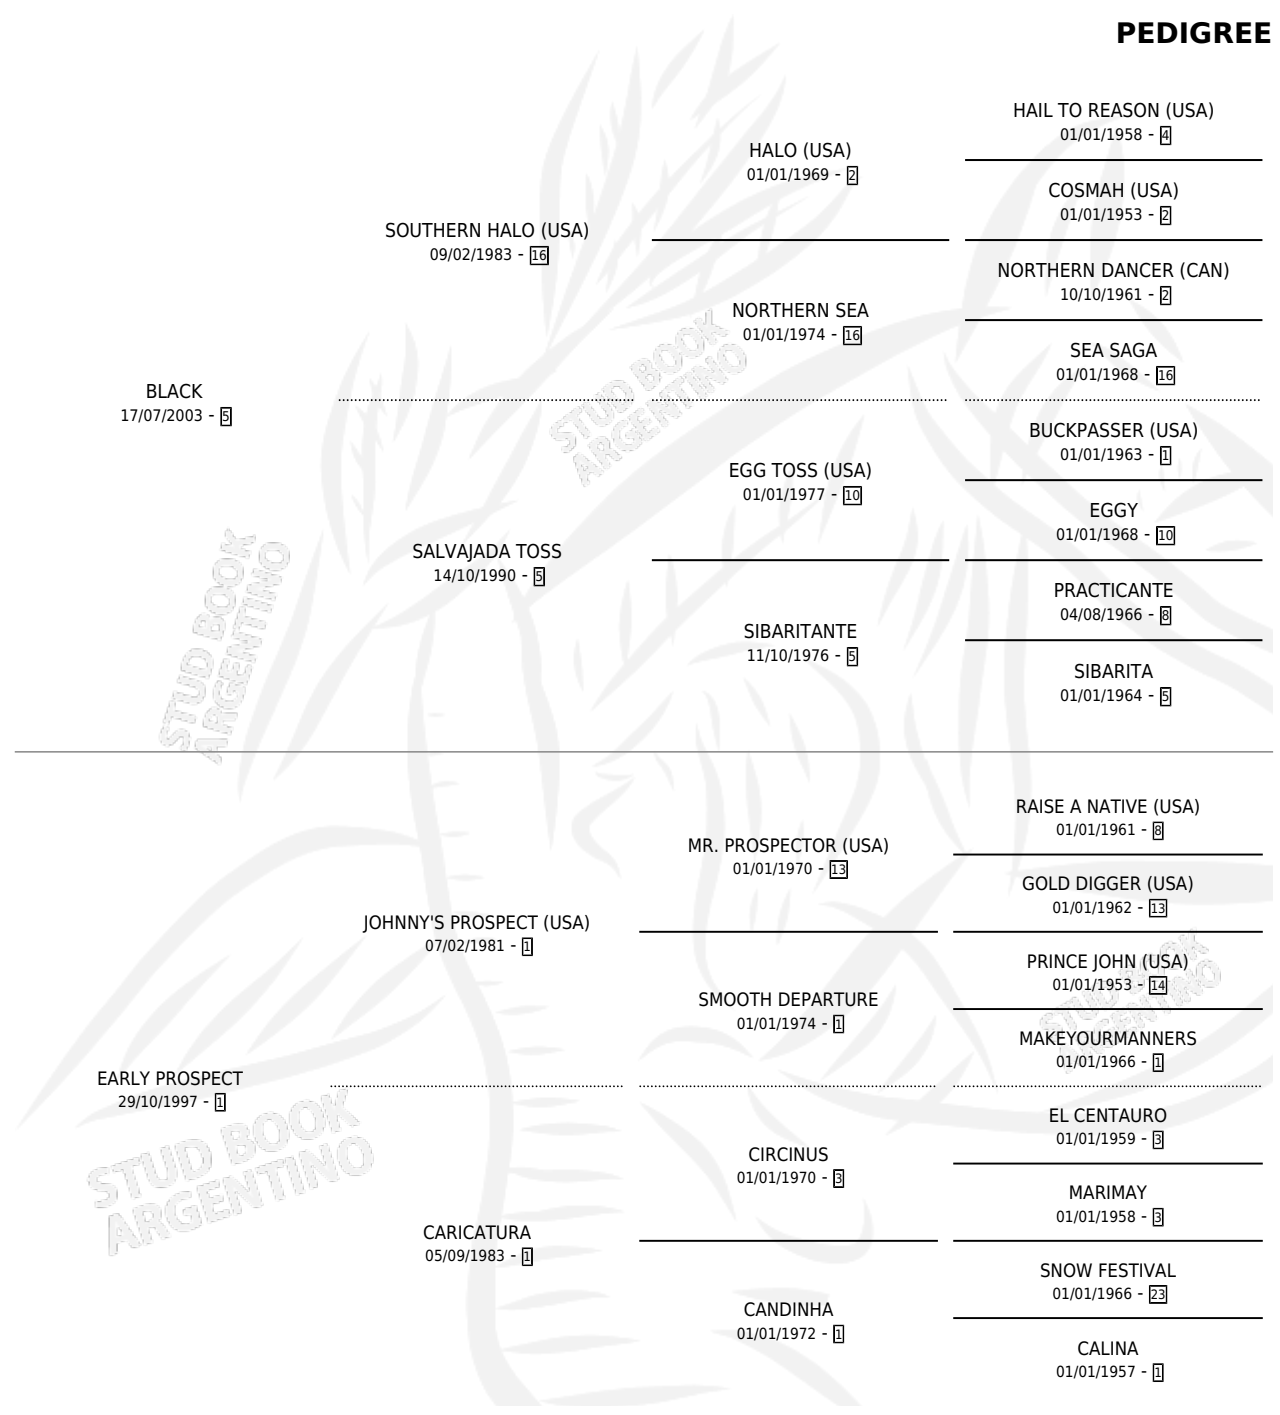 PEDIGREE
HAIL TO REASON (USA)
01/01/1958 - 4
HALO (USA)
01/01/1969 - 2
COSMAH (USA)
01/01/1953 - 2
SOUTHERN HALO (USA)
09/02/1983 - 16
NORTHERN DANCER (CAN)
10/10/1961 - 2
NORTHERN SEA
01/01/1974 - 16
SEA SAGA
01/01/1968 - 16
BLACK
17/07/2003 - 5
BUCKPASSER (USA)
01/01/1963 - 1
EGG TOSS (USA)
01/01/1977 - 10
EGGY
01/01/1968 - 10
SALVAJADA TOSS
14/10/1990 - 5
PRACTICANTE
04/08/1966 - 8
SIBARITANTE
11/10/1976 - 5
SIBARITA
01/01/1964 - 5
STUD BOOK
ARGENTINO
STUD BOOK
ARGENTINO
RAISE A NATIVE (USA)
01/01/1961 - 8
MR. PROSPECTOR (USA)
01/01/1970 - 13
GOLD DIGGER (USA)
01/01/1962 - 13
JOHNNY'S PROSPECT (USA)
07/02/1981 - 1
PRINCE JOHN (USA)
01/01/1953 - 14
SMOOTH DEPARTURE
01/01/1974 - 1
MAKEYOURMANNERS
01/01/1966 - 1
EARLY PROSPECT
29/10/1997 - 1
EL CENTAURO
01/01/1959 - 3
CIRCINUS
01/01/1970 - 3
MARIMAY
01/01/1958 - 3
CARICATURA
05/09/1983 - 1
SNOW FESTIVAL
01/01/1966 - 23
CANDINHA
01/01/1972 - 1
CALINA
01/01/1957 - 1
STUD BOOK
ARGENTINO
STUD BOOK
ARGENTINO